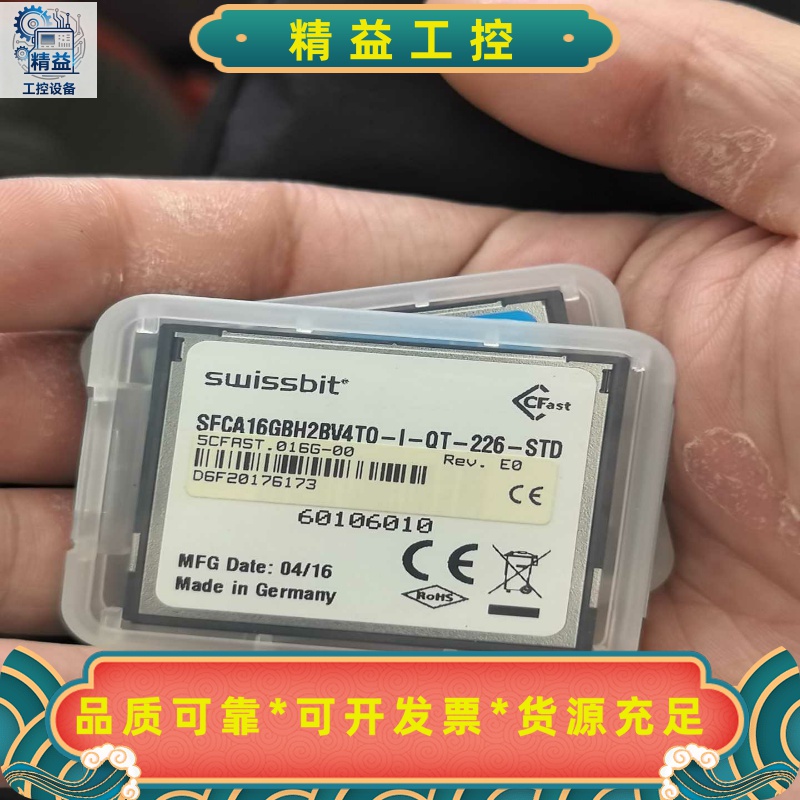 精益
工控设备
精益工控
swissbit®
CFast
SFCA16GBH2BV4TO-I-QT-226-STD
5CFAST.016G-00
Rev. E0
D6F20176173
CE
60106010
MFG Date: 04/16
Made in Germany
CE
RoHS
品质可靠*可开发票*货源充足